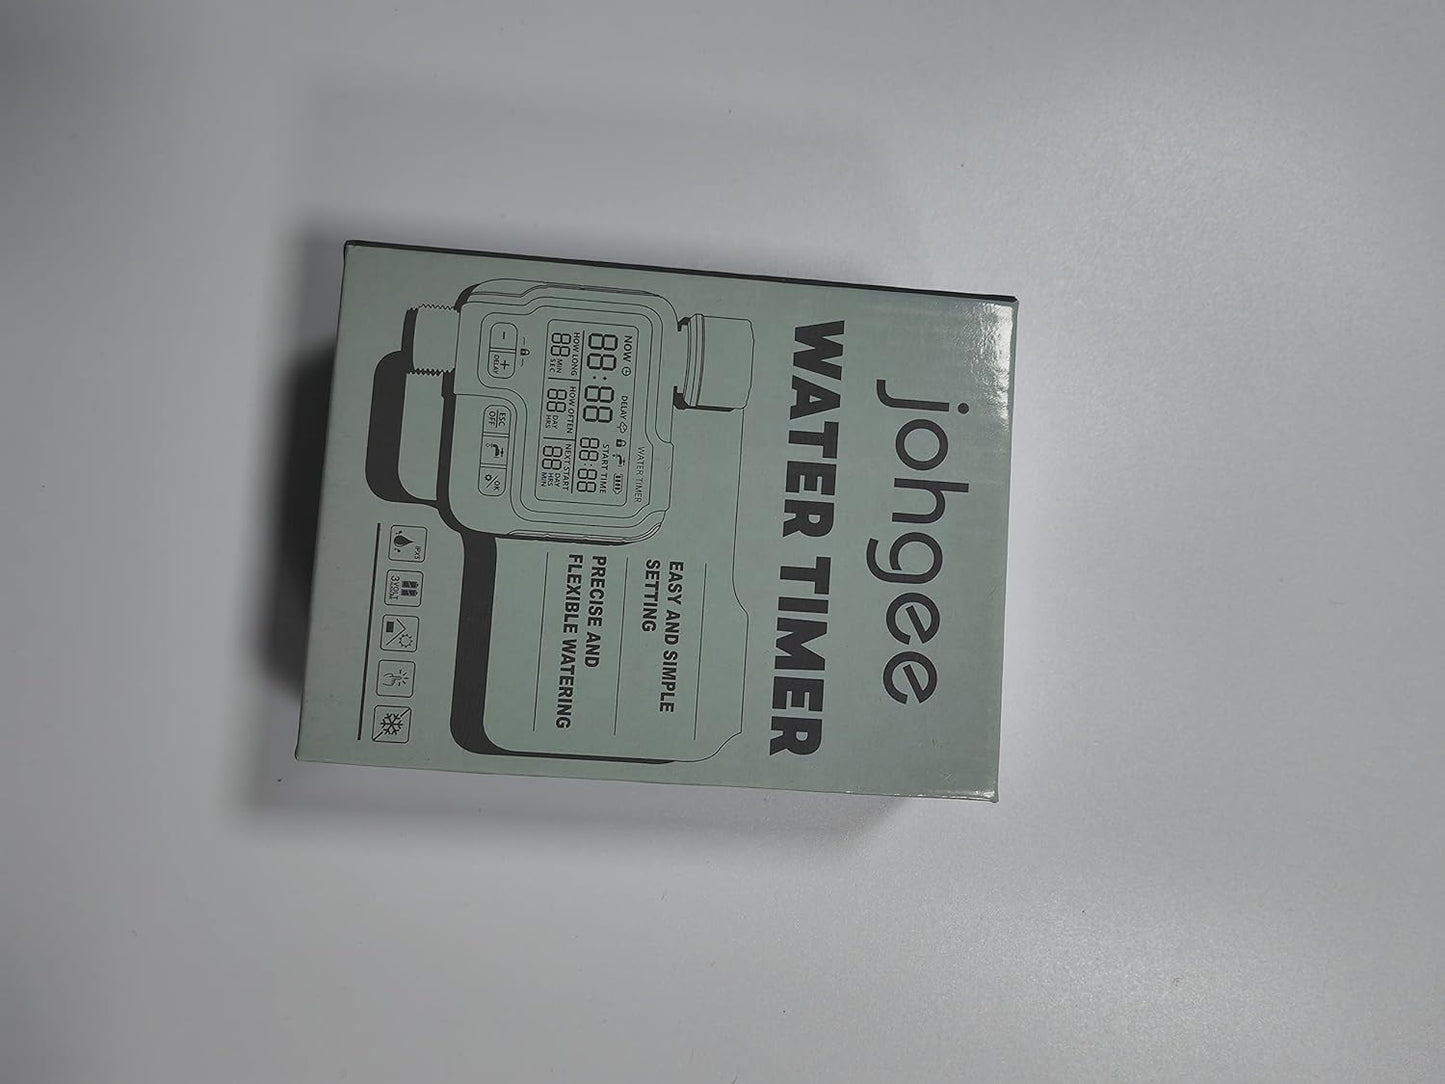 johgee
WATER TIMER
WATER TIMER
NOW
DELAY
88:88
START TIME
88:88
HOW LONG
HOW OFTEN
NEXT START
88 MIN SEC
88 DAY HRS
88 DAY HRS MIN
−
+
DELAY
ESC
OFF
OK
EASY AND SIMPLE
SETTING
PRECISE AND
FLEXIBLE WATERING
IPX5
3VOLT